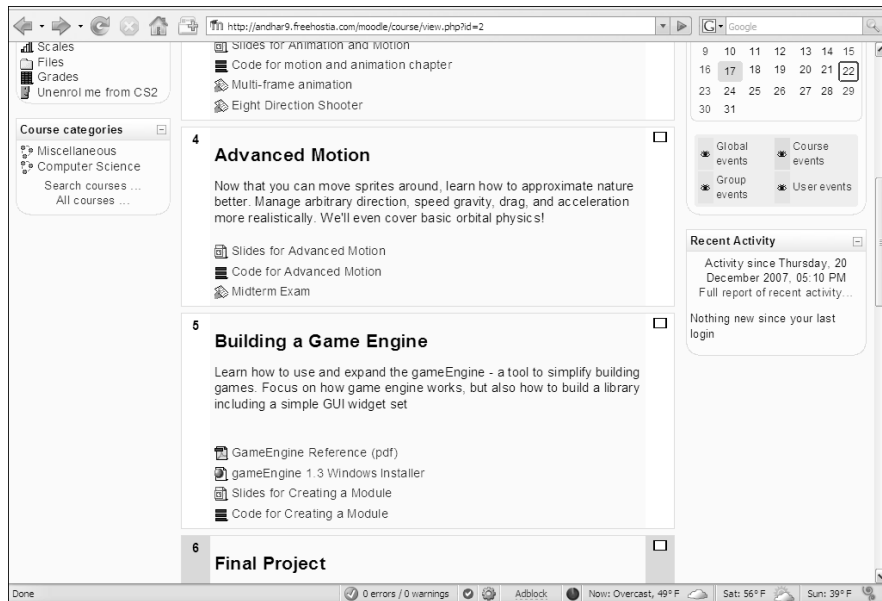 http://andhar9.freehostia.com/moodle/course/view.php?id=2
Google
Scales
Files
Grades
Unenrol me from CS2
Course categories
Miscellaneous
Computer Science
Search courses ...
All courses ...
Slides for Animation and Motion
Code for motion and animation chapter
Multi-frame animation
Eight Direction Shooter
4
Advanced Motion
Now that you can move sprites around, learn how to approximate nature
better. Manage arbitrary direction, speed gravity, drag, and acceleration
more realistically. We'll even cover basic orbital physics!
Slides for Advanced Motion
Code for Advanced Motion
Midterm Exam
5
Building a Game Engine
Learn how to use and expand the gameEngine - a tool to simplify building
games. Focus on how game engine works, but also how to build a library
including a simple GUI widget set
GameEngine Reference (pdf)
gameEngine 1.3 Windows Installer
Slides for Creating a Module
Code for Creating a Module
6
Final Project
9 10 11 12 13 14 15
16 17 18 19 20 21 22
23 24 25 26 27 28 29
30 31
Global events
Course events
Group events
User events
Recent Activity
Activity since Thursday, 20
December 2007, 05:10 PM
Full report of recent activity...
Nothing new since your last
login
Done
0 errors / 0 warnings
Adblock
Now: Overcast, 49° F
Sat: 56° F
Sun: 39° F